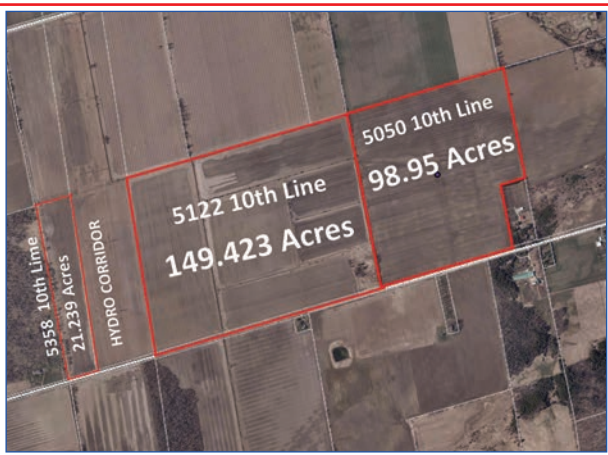 5358 10th Lime
21.239 Acres
HYDRO CORRIDOR
5122 10th Line
149.423 Acres
5050 10th Line
98.95 Acres